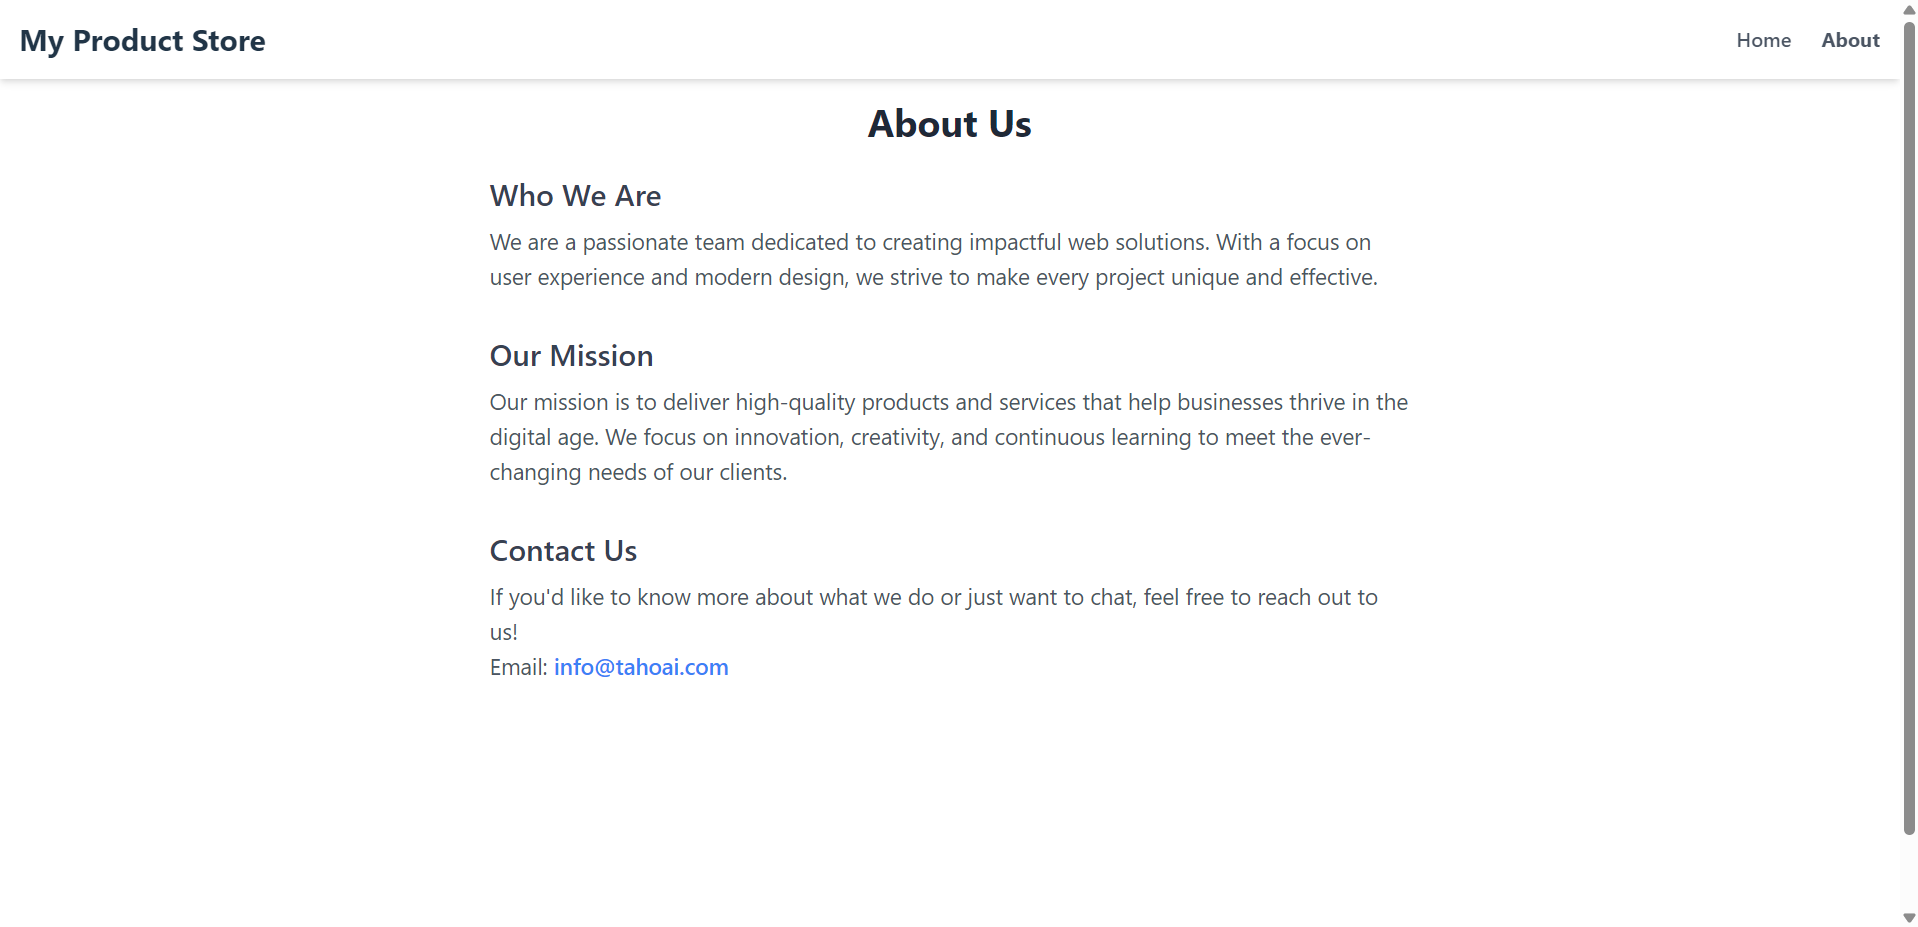 My Product Store
Home
About
About Us
Who We Are
We are a passionate team dedicated to creating impactful web solutions. With a focus on
user experience and modern design, we strive to make every project unique and effective.
Our Mission
Our mission is to deliver high-quality products and services that help businesses thrive in the
digital age. We focus on innovation, creativity, and continuous learning to meet the ever-
changing needs of our clients.
Contact Us
If you'd like to know more about what we do or just want to chat, feel free to reach out to
us!
Email: info@tahoai.com